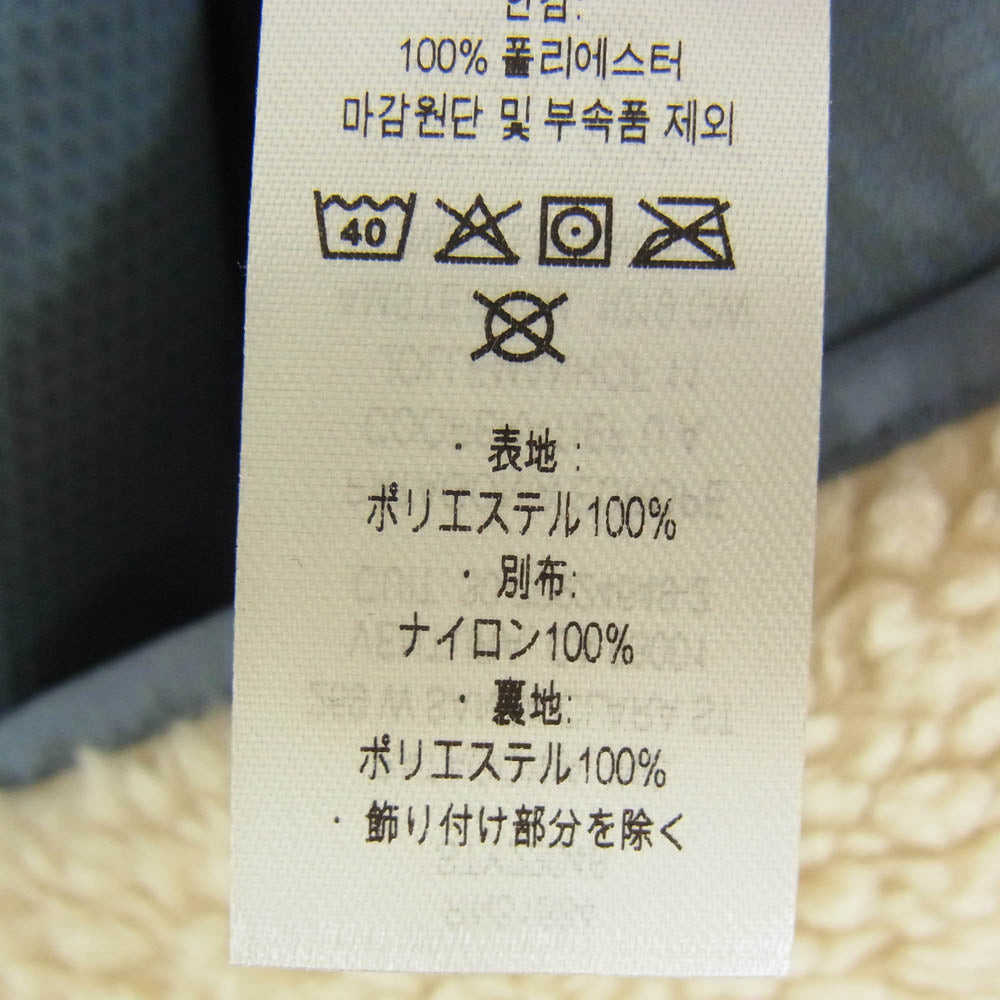 안감:
100% 폴리에스터
마감원단 및 부속품 제외
40
· 表地 :
ポリエステル100%
· 別布:
ナイロン100%
· 裏地:
ポリエステル100%
· 飾り付け部分を除く